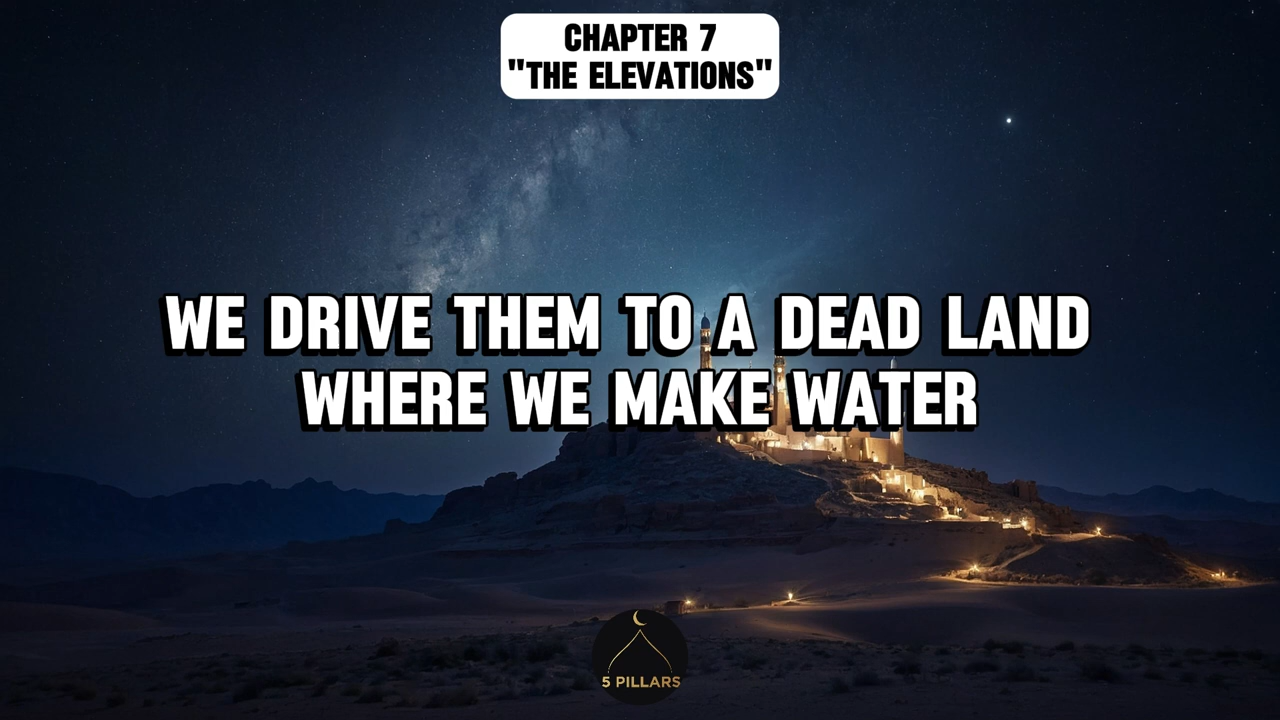 CHAPTER 7
"THE ELEVATIONS"
WE DRIVE THEM TO A DEAD LAND
WHERE WE MAKE WATER
5 PILLARS